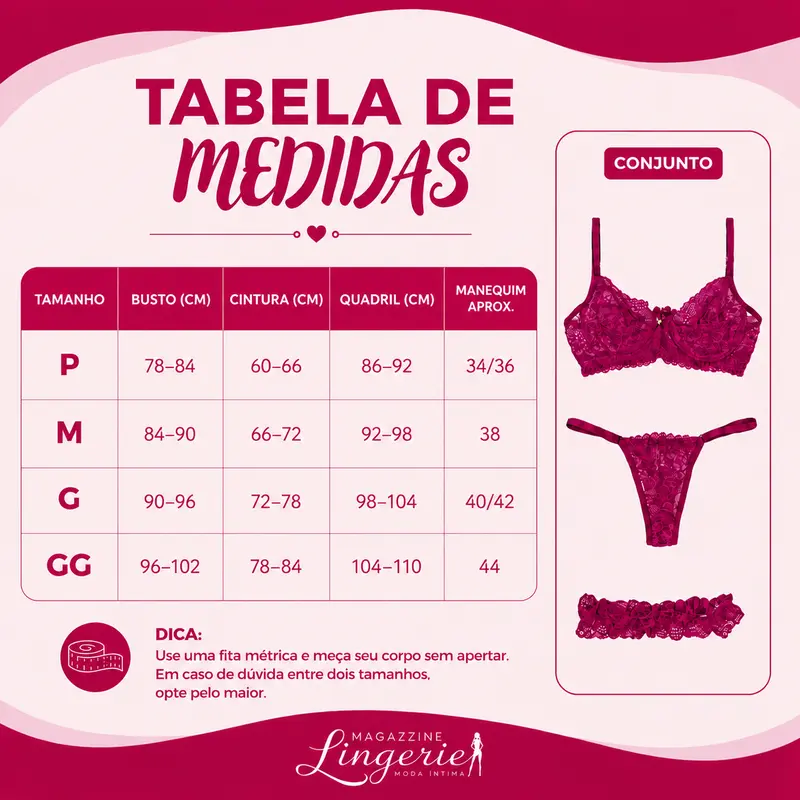 TABELA DE
MEDIDAS
CONJUNTO
TAMANHO BUSTO (CM) CINTURA (CM) QUADRIL (CM) MANEQUIM APROX.
P 78–84 60–66 86–92 34/36
M 84–90 66–72 92–98 38
G 90–96 72–78 98–104 40/42
GG 96–102 78–84 104–110 44
DICA:
Use uma fita métrica e meça seu corpo sem apertar.
Em caso de dúvida entre dois tamanhos,
opte pelo maior.
MAGAZZINE
Lingerie
MODA ÍNTIMA